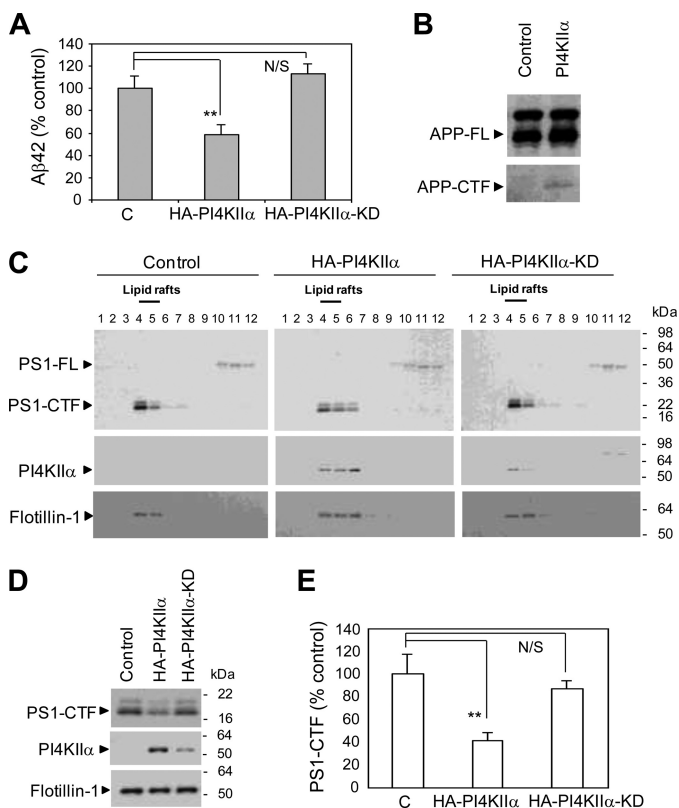 A
Aβ42 (% control)
140
120
100
80
60
40
20
0
**
N/S
C HA-PI4KIIα HA-PI4KIIα-KD
B
Control PI4KIIα
APP-FL
APP-CTF
C
Control HA-PI4KIIα HA-PI4KIIα-KD
Lipid rafts Lipid rafts Lipid rafts
1 2 3 4 5 6 7 8 9 10 11 12 1 2 3 4 5 6 7 8 9 10 11 12 1 2 3 4 5 6 7 8 9 10 11 12
kDa
- 98
- 64
PS1-FL - 50
- 36
PS1-CTF - 22
- 16
- 98
PI4KIIα - 64
- 50
Flotillin-1 - 64
- 50
D
Control HA-PI4KIIα HA-PI4KIIα-KD
kDa
- 22
PS1-CTF - 16
- 64
PI4KIIα - 50
- 64
Flotillin-1 - 50
E
PS1-CTF (% control)
140
120
100
80
60
40
20
0
**
N/S
C HA-PI4KIIα HA-PI4KIIα-KD